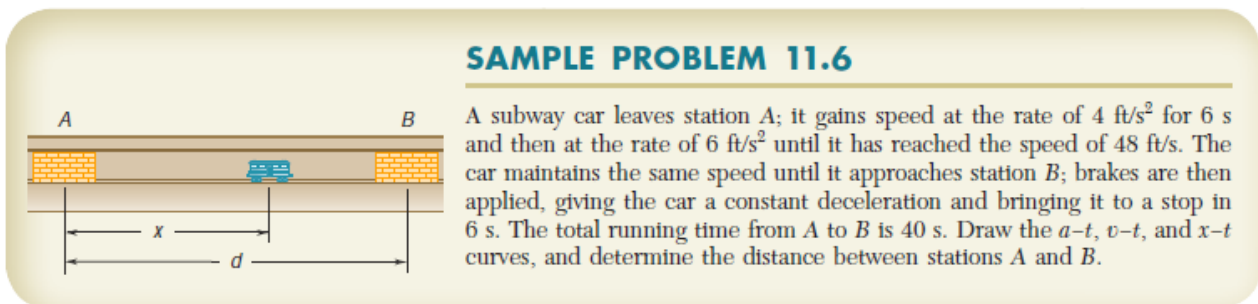 SAMPLE PROBLEM 11.6
A subway car leaves station A; it gains speed at the rate of 4 ft/s² for 6 s
and then at the rate of 6 ft/s² until it has reached the speed of 48 ft/s. The
car maintains the same speed until it approaches station B; brakes are then
applied, giving the car a constant deceleration and bringing it to a stop in
6 s. The total running time from A to B is 40 s. Draw the a–t, v–t, and x–t
curves, and determine the distance between stations A and B.
A
B
x
d